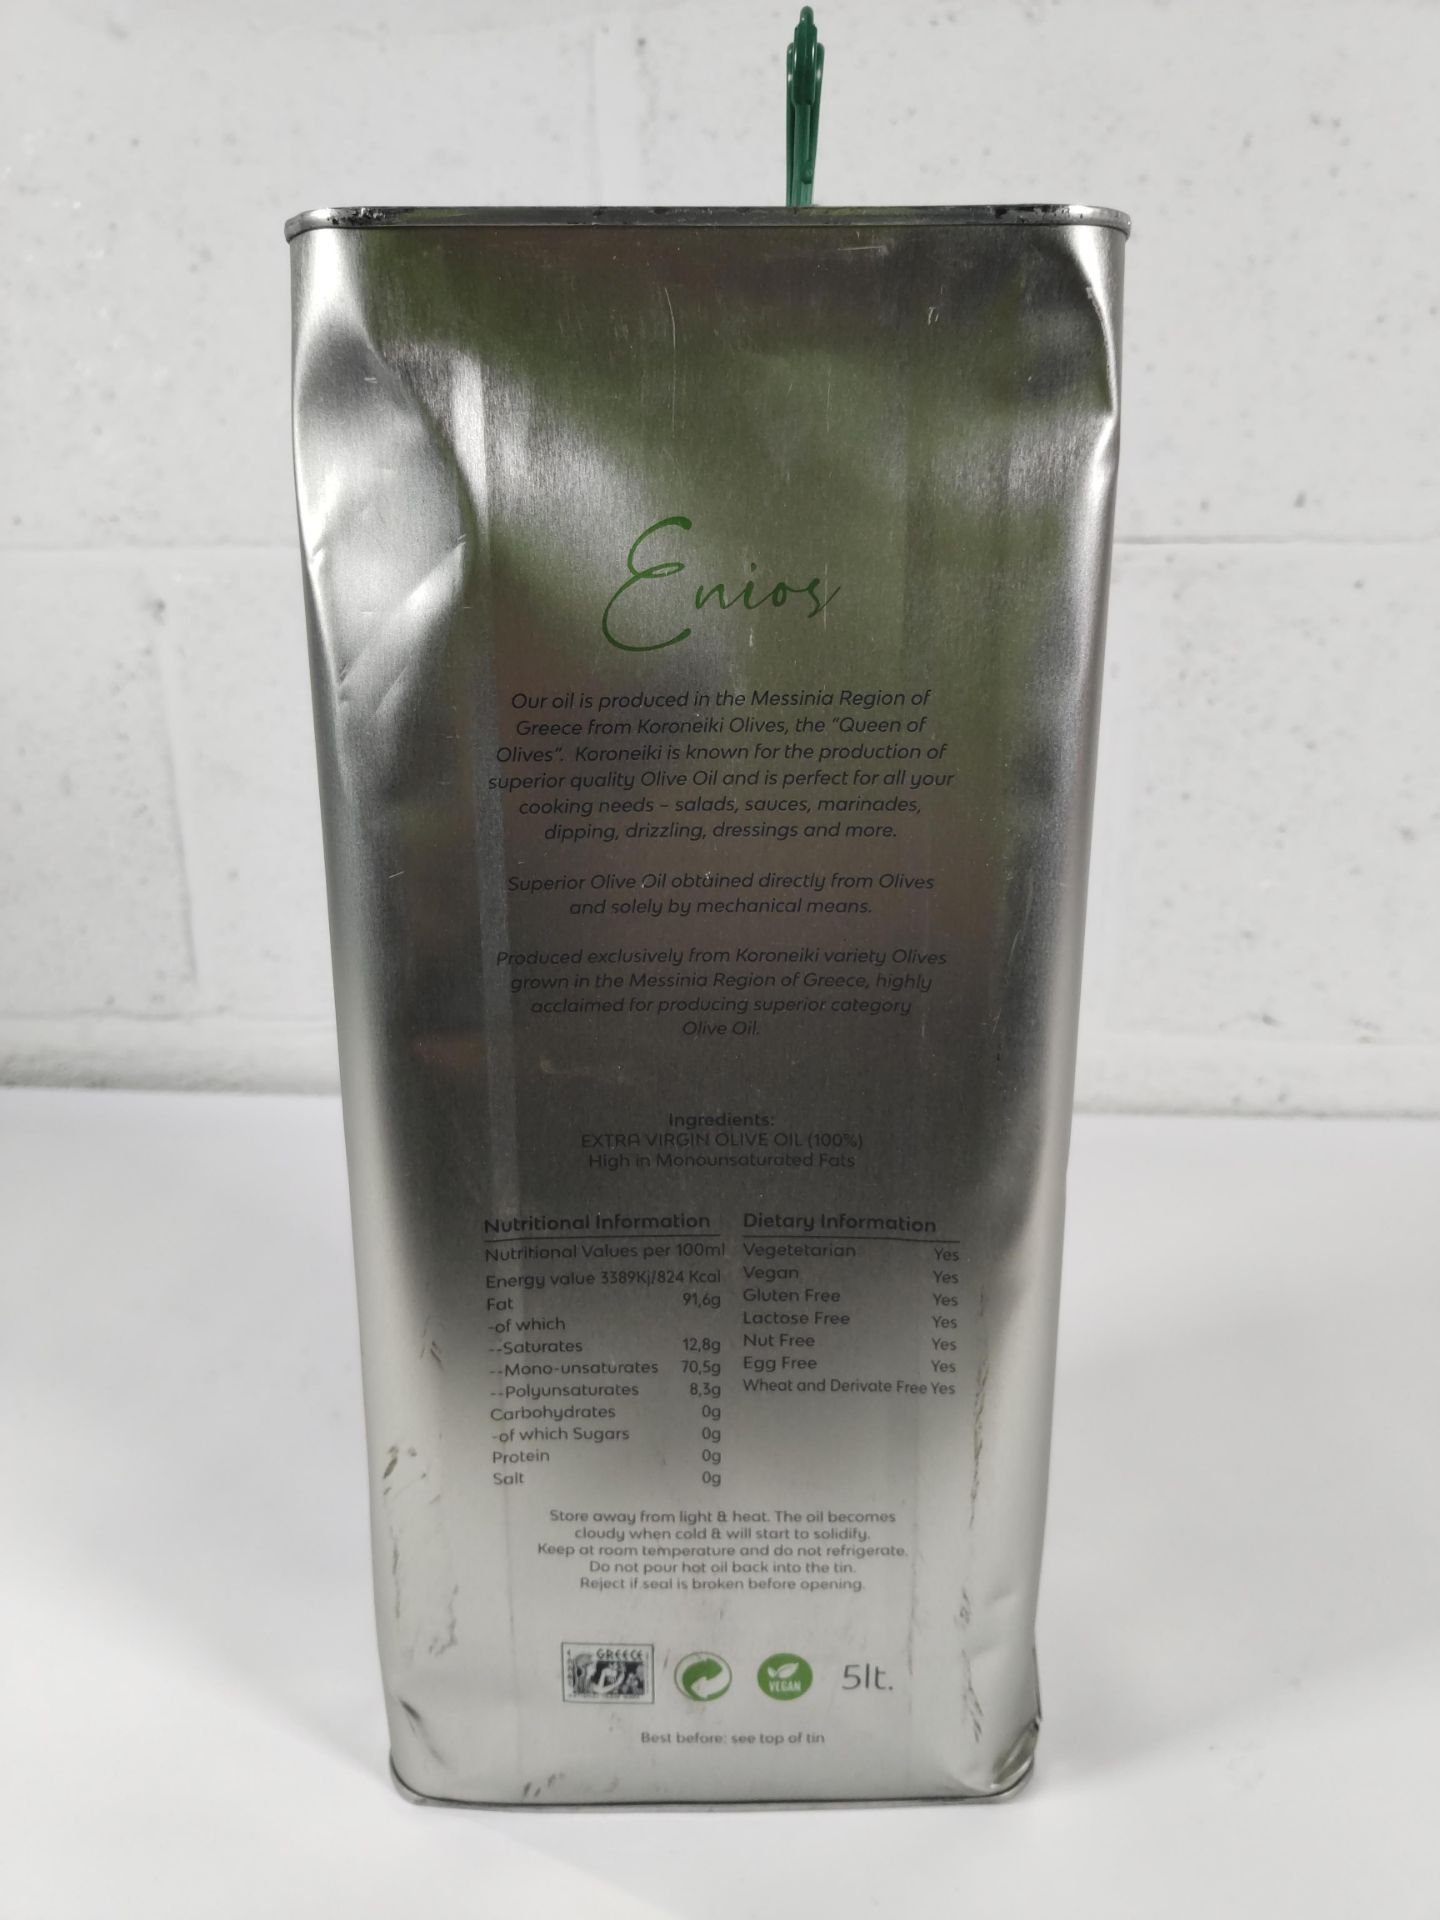 Enios
Our oil is produced in the Messinia Region of
Greece from Koroneiki Olives, the "Queen of
Olives". Koroneiki is known for the production of
superior quality Olive Oil and is perfect for all your
cooking needs – salads, sauces, marinades,
dipping, drizzling, dressings and more.
Superior Olive Oil obtained directly from Olives
and solely by mechanical means.
Produced exclusively from Koroneiki variety Olives
grown in the Messinia Region of Greece, highly
acclaimed for producing superior category
Olive Oil.
Ingredients:
EXTRA VIRGIN OLIVE OIL (100%)
High in Monounsaturated Fats
Nutritional Information
Nutritional Values per 100ml
Energy value 3389Kj/824 Kcal
Fat 91,6g
-of which
--Saturates 12,8g
--Mono-unsaturates 70,5g
--Polyunsaturates 8,3g
Carbohydrates 0g
-of which Sugars 0g
Protein 0g
Salt 0g
Dietary Information
Vegetetarian Yes
Vegan Yes
Gluten Free Yes
Lactose Free Yes
Nut Free Yes
Egg Free Yes
Wheat and Derivate Free Yes
Store away from light & heat. The oil becomes
cloudy when cold & will start to solidify.
Keep at room temperature and do not refrigerate.
Do not pour hot oil back into the tin.
Reject if seal is broken before opening.
GREECE
VEGAN
5lt.
Best before: see top of tin